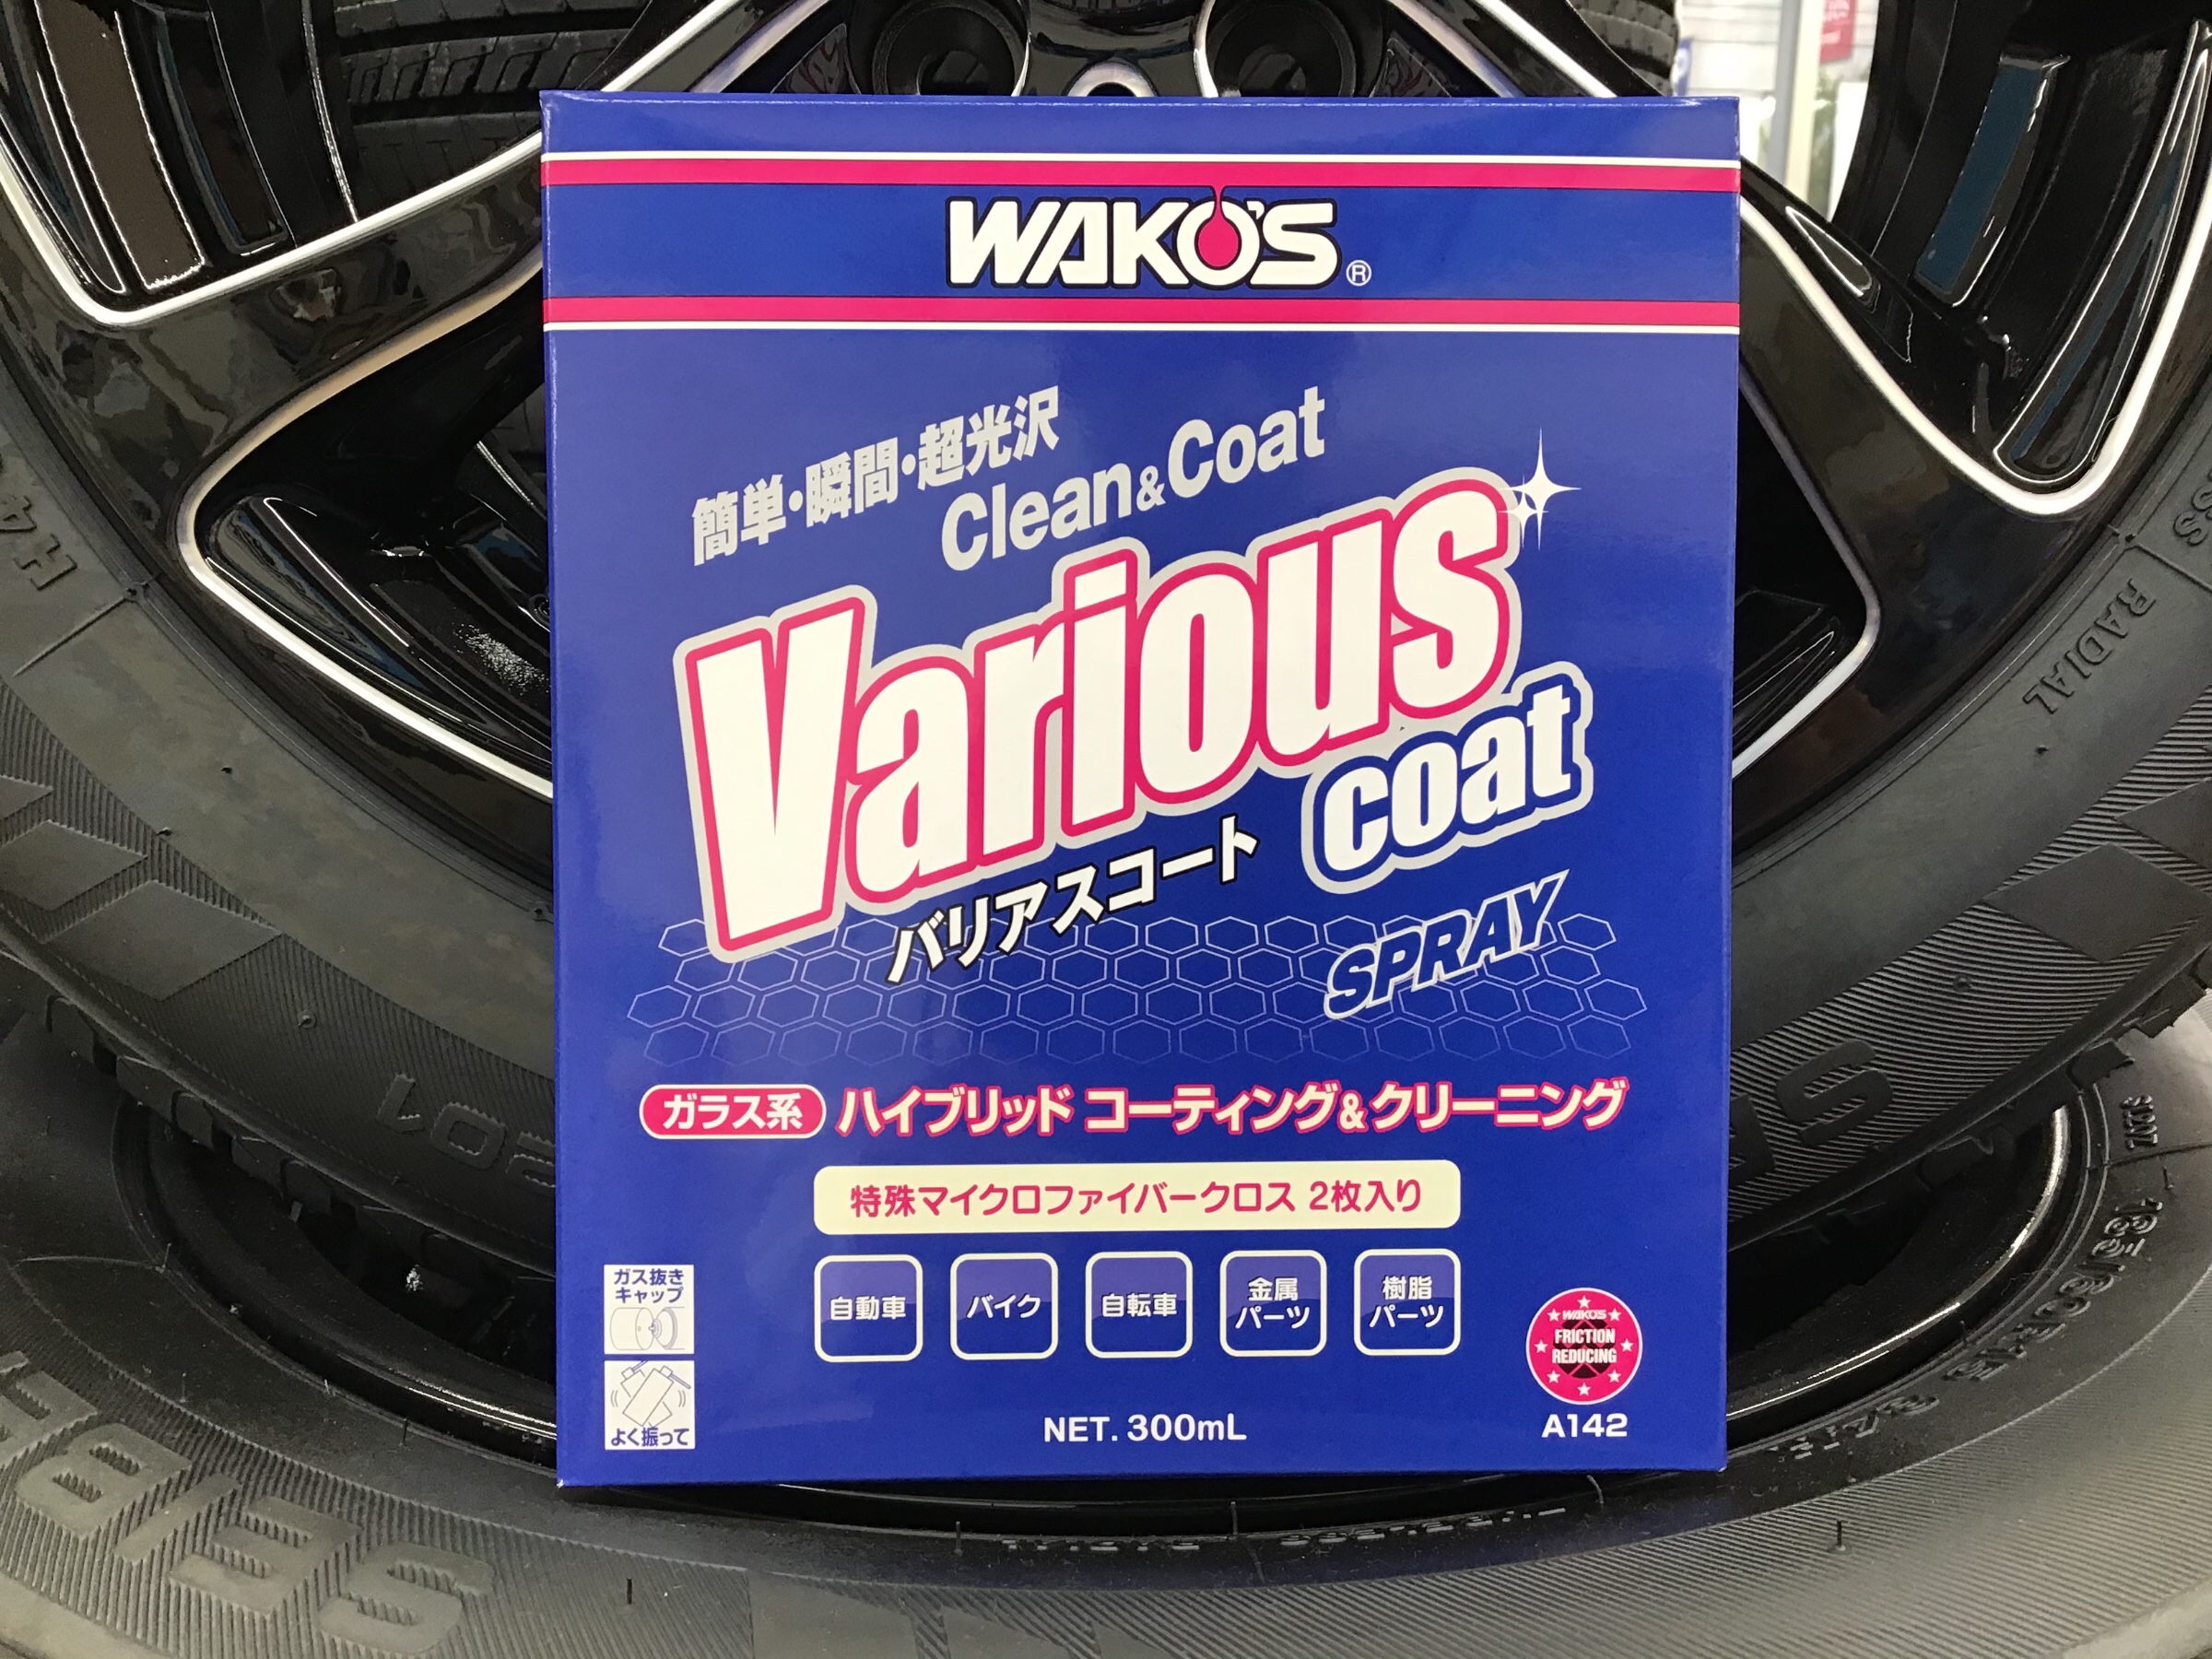 WAKO'S®
簡単・瞬間・超光沢
Clean&Coat
Various
coat
バリアスコート
SPRAY
ガラス系 ハイブリッド コーティング&クリーニング
特殊マイクロファイバークロス 2枚入り
ガス抜き
キャップ
自動車
バイク
自転車
金属
パーツ
樹脂
パーツ
よく振って
NET. 300mL
WAKO'S
FRICTION
REDUCING
A142
RADIAL